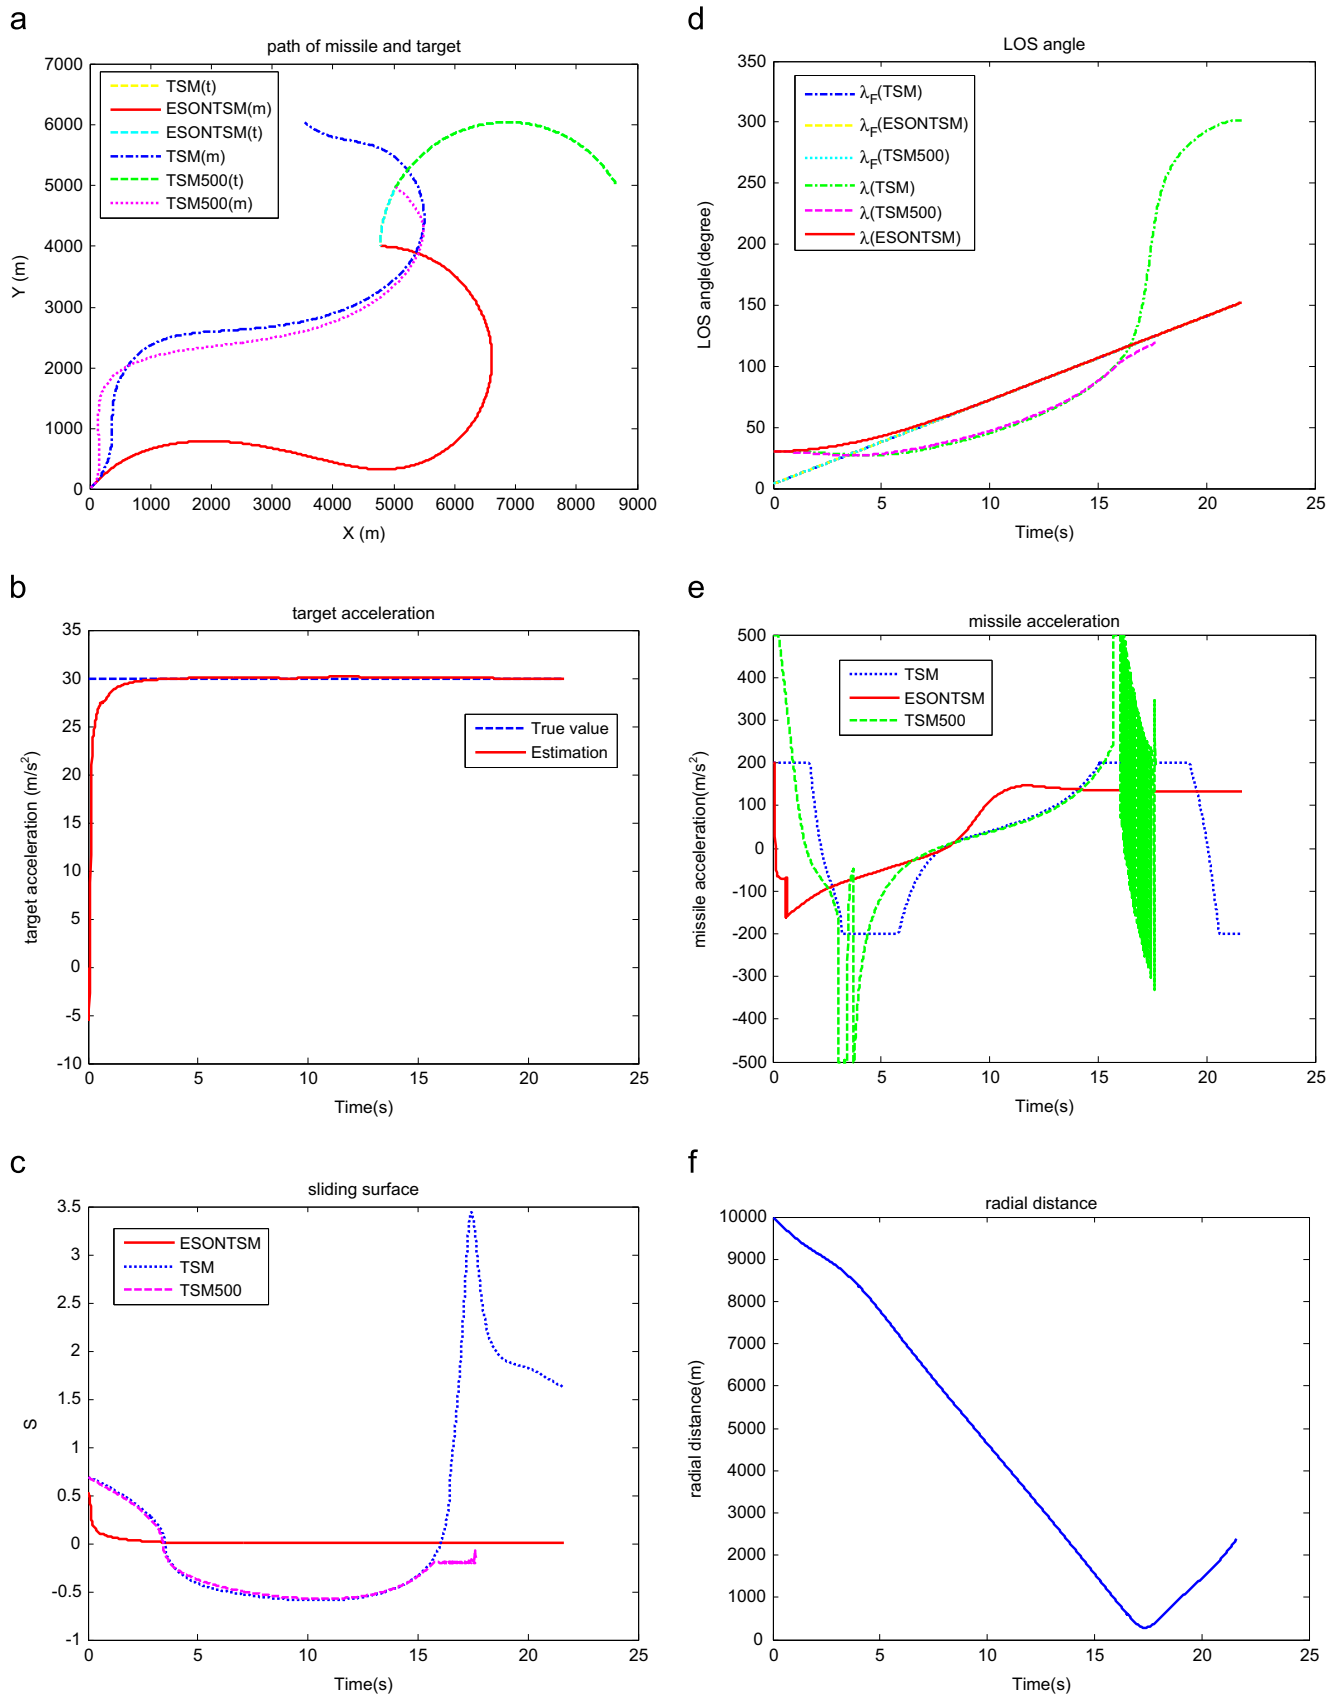 a
path of missile and target
7000
6000
5000
4000
3000
2000
1000
0
Y (m)
TSM(t)
ESONTSM(m)
ESONTSM(t)
TSM(m)
TSM500(t)
TSM500(m)
0 1000 2000 3000 4000 5000 6000 7000 8000 9000
X (m)
d
LOS angle
350
300
250
200
150
100
50
0
LOS angle(degree)
λF(TSM)
λF(ESONTSM)
λF(TSM500)
λ(TSM)
λ(TSM500)
λ(ESONTSM)
0 5 10 15 20 25
Time(s)
b
target acceleration
35
30
25
20
15
10
5
0
-5
-10
target acceleration (m/s²)
True value
Estimation
0 5 10 15 20 25
Time(s)
e
missile acceleration
500
400
300
200
100
0
-100
-200
-300
-400
-500
missile acceleration(m/s²)
TSM
ESONTSM
TSM500
0 5 10 15 20 25
Time(s)
c
sliding surface
3.5
3
2.5
2
1.5
1
0.5
0
-0.5
-1
S
ESONTSM
TSM
TSM500
0 5 10 15 20 25
Time(s)
f
radial distance
10000
9000
8000
7000
6000
5000
4000
3000
2000
1000
0
radial distance(m)
0 5 10 15 20 25
Time(s)